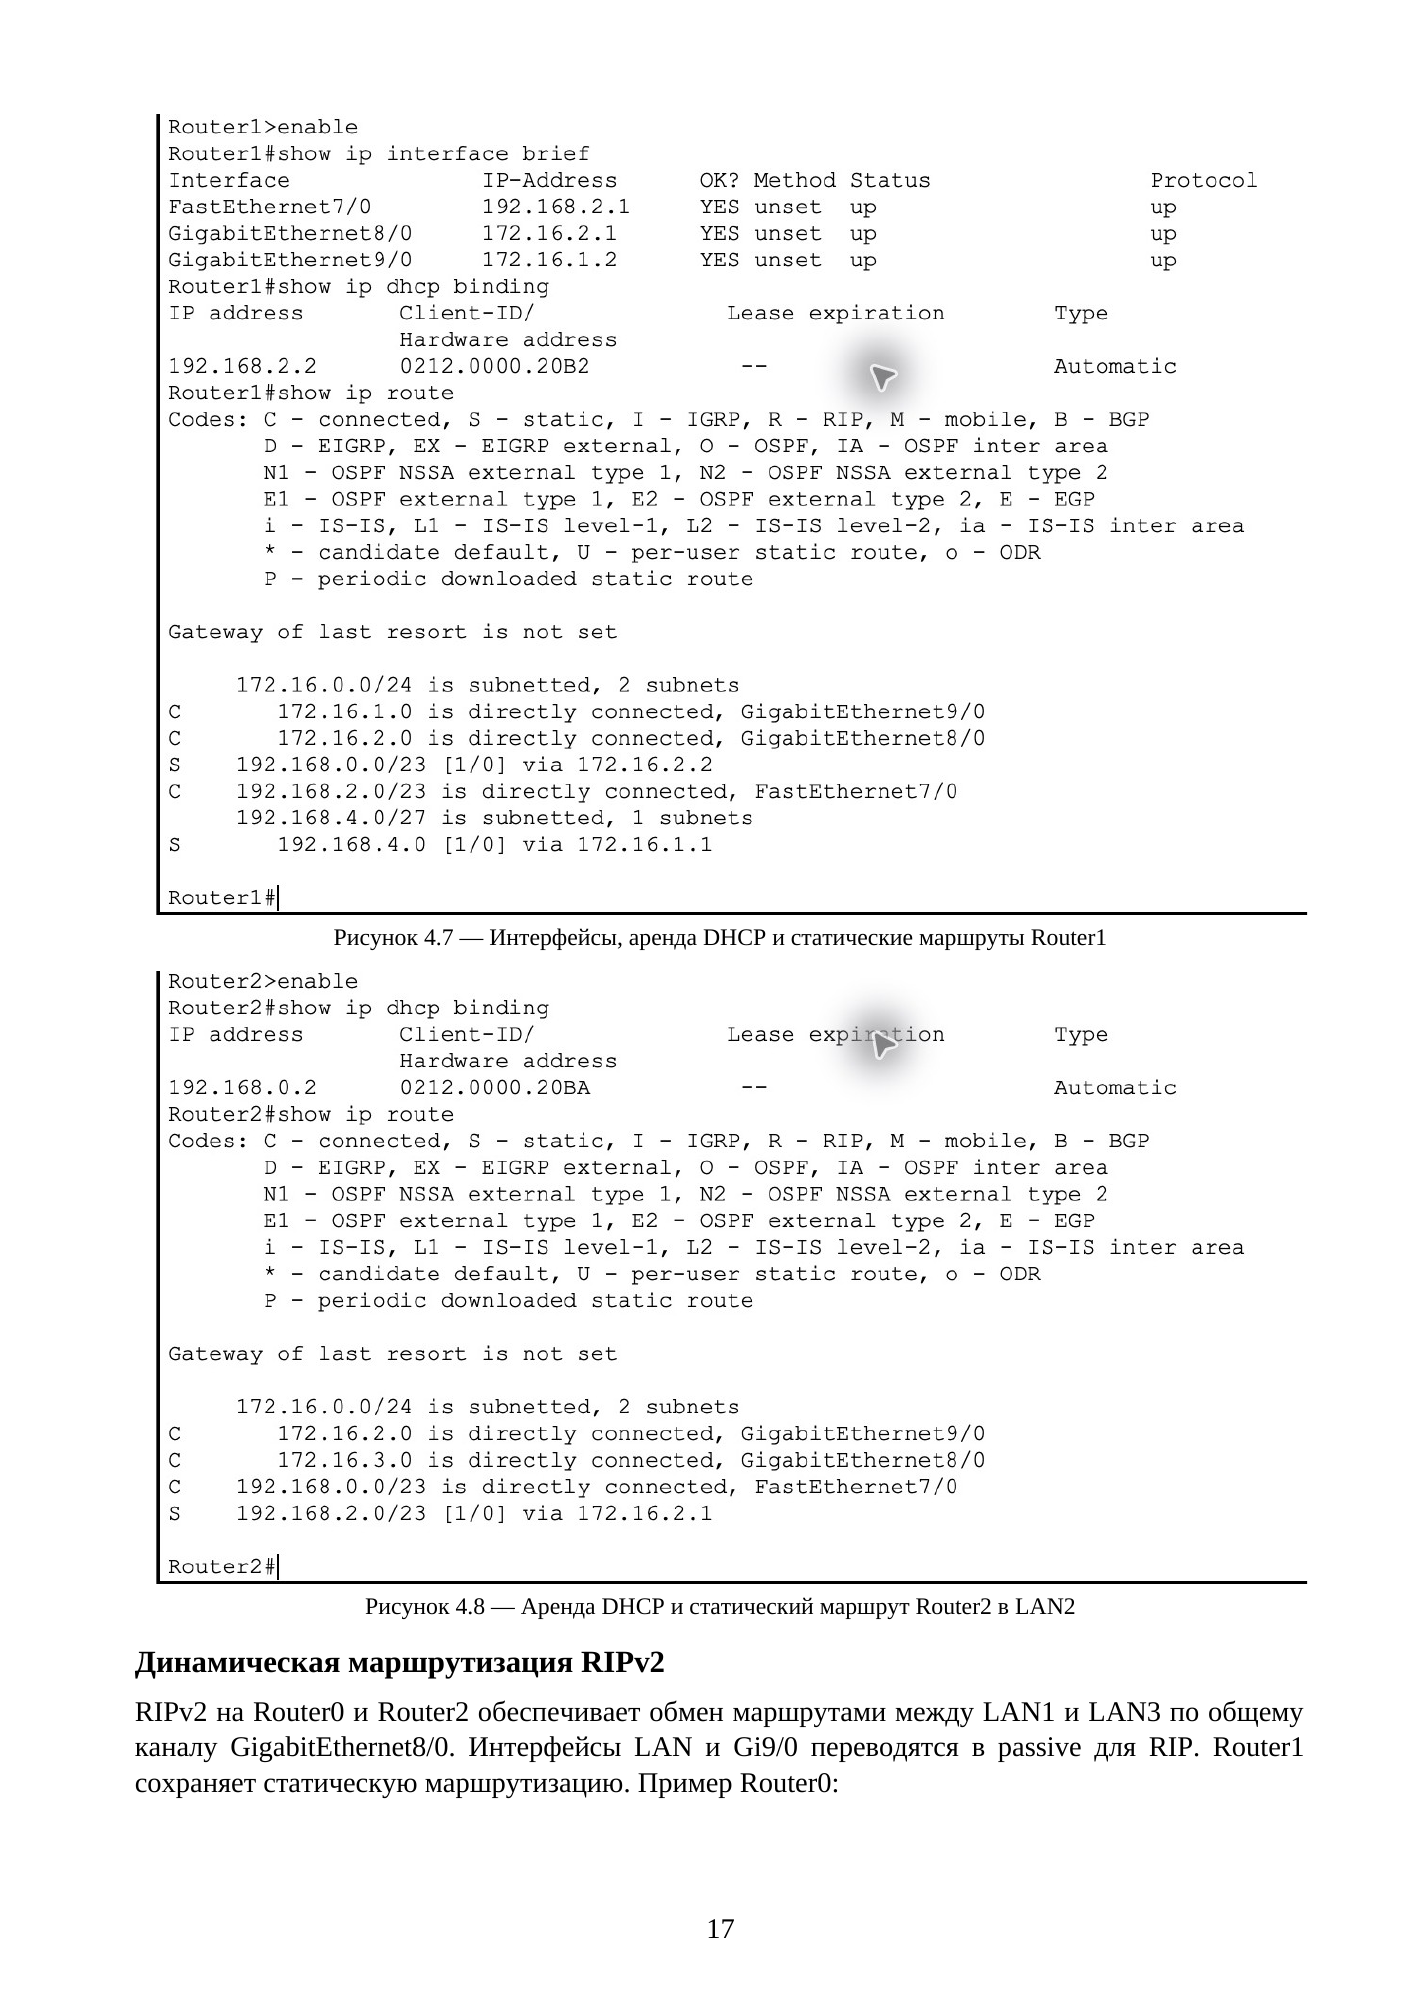 Router1>enable
Router1#show ip interface brief
Interface              IP-Address      OK? Method Status                Protocol
FastEthernet7/0        192.168.2.1     YES unset  up                    up
GigabitEthernet8/0     172.16.2.1      YES unset  up                    up
GigabitEthernet9/0     172.16.1.2      YES unset  up                    up
Router1#show ip dhcp binding
IP address       Client-ID/              Lease expiration        Type
                 Hardware address
192.168.2.2      0212.0000.20B2           --                     Automatic
Router1#show ip route
Codes: C - connected, S - static, I - IGRP, R - RIP, M - mobile, B - BGP
       D - EIGRP, EX - EIGRP external, O - OSPF, IA - OSPF inter area
       N1 - OSPF NSSA external type 1, N2 - OSPF NSSA external type 2
       E1 - OSPF external type 1, E2 - OSPF external type 2, E - EGP
       i - IS-IS, L1 - IS-IS level-1, L2 - IS-IS level-2, ia - IS-IS inter area
       * - candidate default, U - per-user static route, o - ODR
       P - periodic downloaded static route
Gateway of last resort is not set
     172.16.0.0/24 is subnetted, 2 subnets
C       172.16.1.0 is directly connected, GigabitEthernet9/0
C       172.16.2.0 is directly connected, GigabitEthernet8/0
S    192.168.0.0/23 [1/0] via 172.16.2.2
C    192.168.2.0/23 is directly connected, FastEthernet7/0
     192.168.4.0/27 is subnetted, 1 subnets
S       192.168.4.0 [1/0] via 172.16.1.1
Router1#
Рисунок 4.7 — Интерфейсы, аренда DHCP и статические маршруты Router1
Router2>enable
Router2#show ip dhcp binding
IP address       Client-ID/              Lease expiration        Type
                 Hardware address
192.168.0.2      0212.0000.20BA           --                     Automatic
Router2#show ip route
Codes: C - connected, S - static, I - IGRP, R - RIP, M - mobile, B - BGP
       D - EIGRP, EX - EIGRP external, O - OSPF, IA - OSPF inter area
       N1 - OSPF NSSA external type 1, N2 - OSPF NSSA external type 2
       E1 - OSPF external type 1, E2 - OSPF external type 2, E - EGP
       i - IS-IS, L1 - IS-IS level-1, L2 - IS-IS level-2, ia - IS-IS inter area
       * - candidate default, U - per-user static route, o - ODR
       P - periodic downloaded static route
Gateway of last resort is not set
     172.16.0.0/24 is subnetted, 2 subnets
C       172.16.2.0 is directly connected, GigabitEthernet9/0
C       172.16.3.0 is directly connected, GigabitEthernet8/0
C    192.168.0.0/23 is directly connected, FastEthernet7/0
S    192.168.2.0/23 [1/0] via 172.16.2.1
Router2#
Рисунок 4.8 — Аренда DHCP и статический маршрут Router2 в LAN2
Динамическая маршрутизация RIPv2
RIPv2 на Router0 и Router2 обеспечивает обмен маршрутами между LAN1 и LAN3 по общему
каналу GigabitEthernet8/0. Интерфейсы LAN и Gi9/0 переводятся в passive для RIP. Router1
сохраняет статическую маршрутизацию. Пример Router0:
17